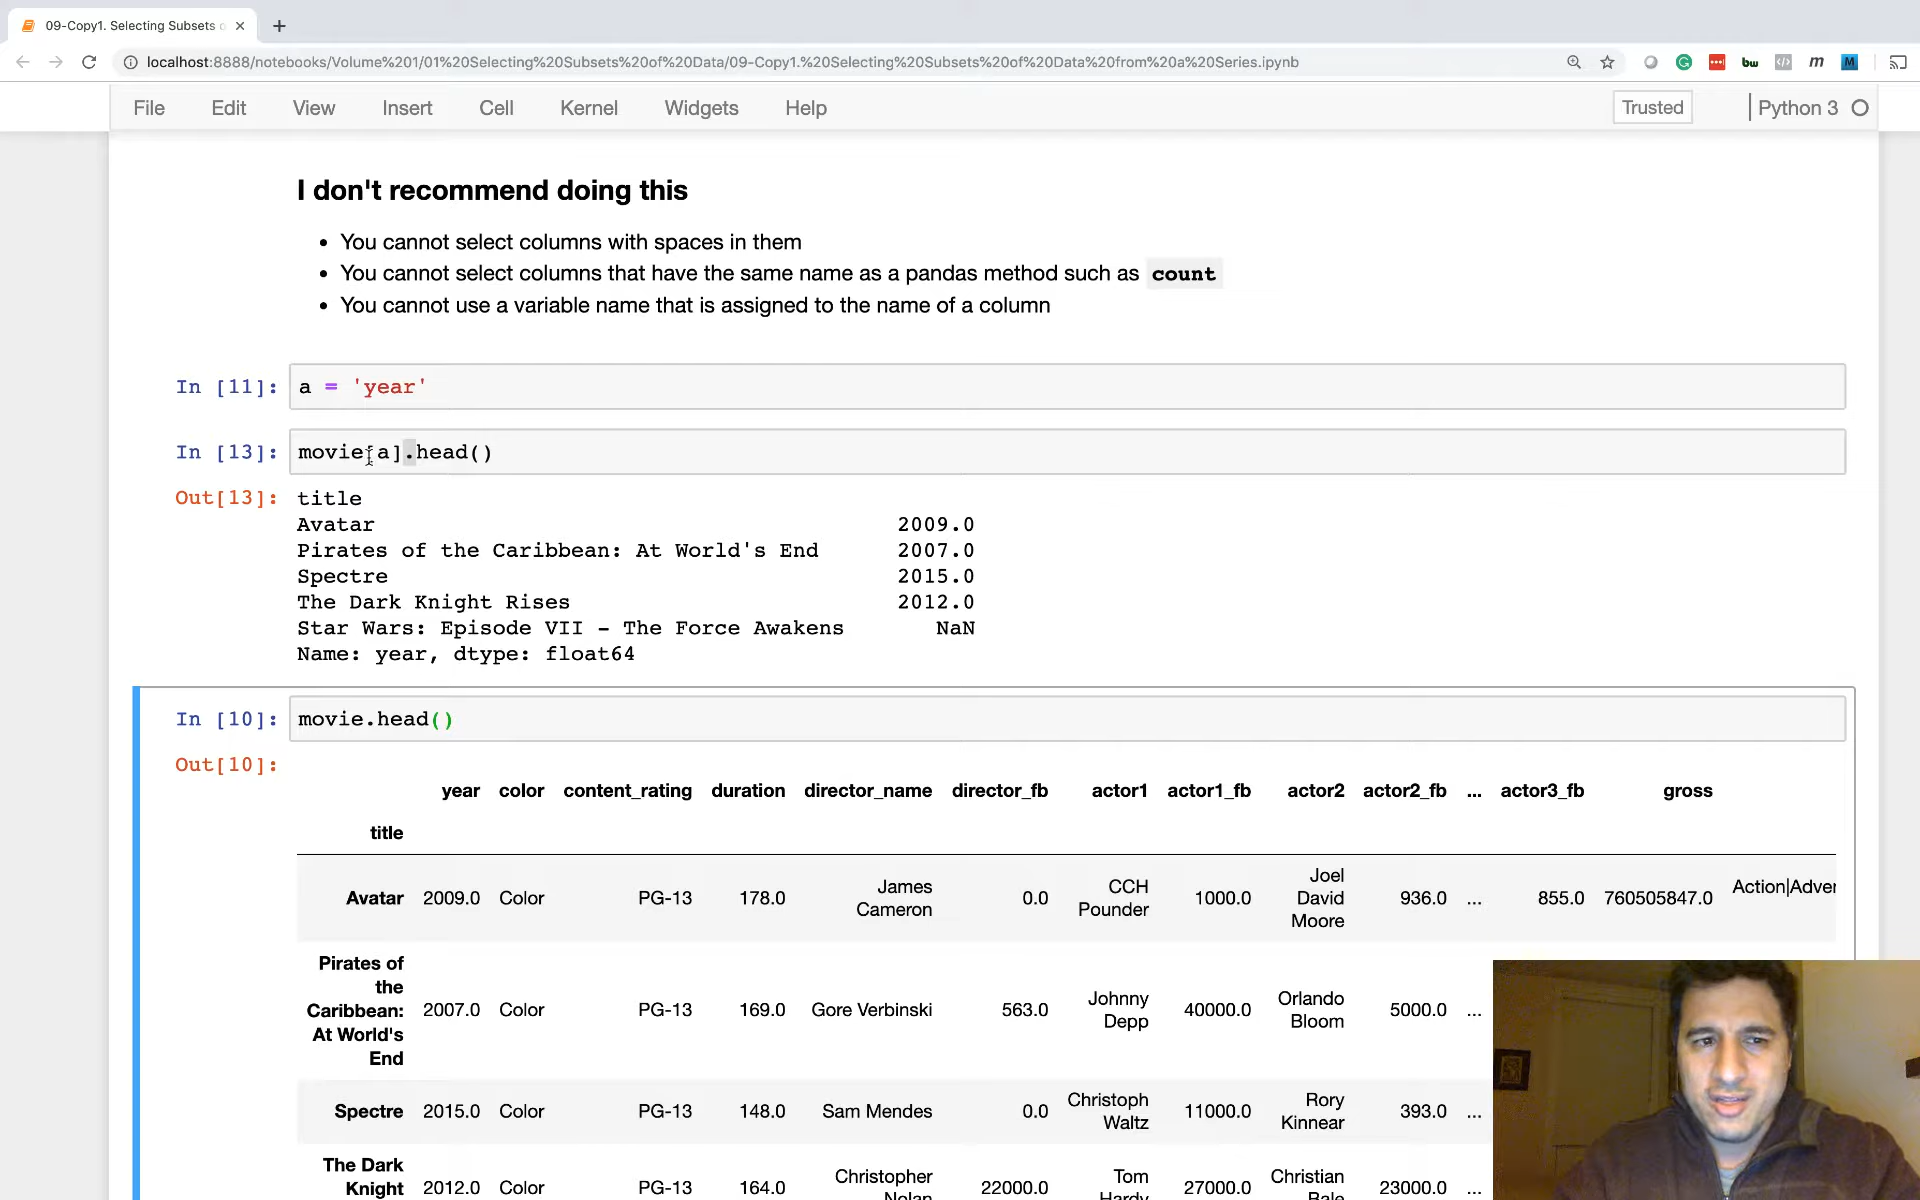 09-Copy1. Selecting Subsets o
localhost:8888/notebooks/Volume%201/01%20Selecting%20Subsets%20of%20Data/09-Copy1.%20Selecting%20Subsets%20of%20Data%20from%20a%20Series.ipynb
bw m M
File Edit View Insert Cell Kernel Widgets Help Trusted Python 3
I don't recommend doing this
• You cannot select columns with spaces in them
• You cannot select columns that have the same name as a pandas method such as count
• You cannot use a variable name that is assigned to the name of a column
In [11]: a = 'year'
In [13]: movie[a].head()
Out[13]: title
Avatar 2009.0
Pirates of the Caribbean: At World's End 2007.0
Spectre 2015.0
The Dark Knight Rises 2012.0
Star Wars: Episode VII - The Force Awakens NaN
Name: year, dtype: float64
In [10]: movie.head()
Out[10]:
year color content_rating duration director_name director_fb actor1 actor1_fb actor2 actor2_fb ... actor3_fb gross
title
Avatar 2009.0 Color PG-13 178.0 James Cameron 0.0 CCH Pounder 1000.0 Joel David Moore 936.0 ... 855.0 760505847.0 Action|Adver
Pirates of the Caribbean: At World's End 2007.0 Color PG-13 169.0 Gore Verbinski 563.0 Johnny Depp 40000.0 Orlando Bloom 5000.0 ...
Spectre 2015.0 Color PG-13 148.0 Sam Mendes 0.0 Christoph Waltz 11000.0 Rory Kinnear 393.0 ...
The Dark Knight 2012.0 Color PG-13 164.0 Christopher Nolan 22000.0 Tom Hardy 27000.0 Christian Bale 23000.0 ...